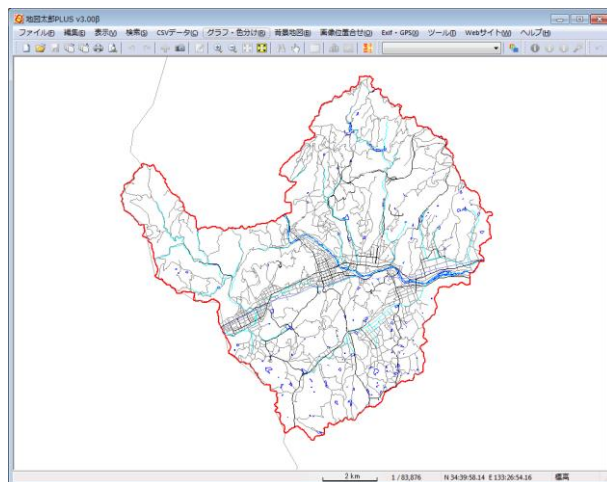 地図太郎PLUS v3.00β
ファイル(F) 編集(E) 表示(V) 検索(S) CSVデータ(C) グラフ・色分け(R) 背景地図(B) 画像位置合せ(O) Exif・GPS(X) ツール(T) Webサイト(W) ヘルプ(H)
2 km 1 / 83,876 N 34:39:58.14 E 133:26:54.16 標高